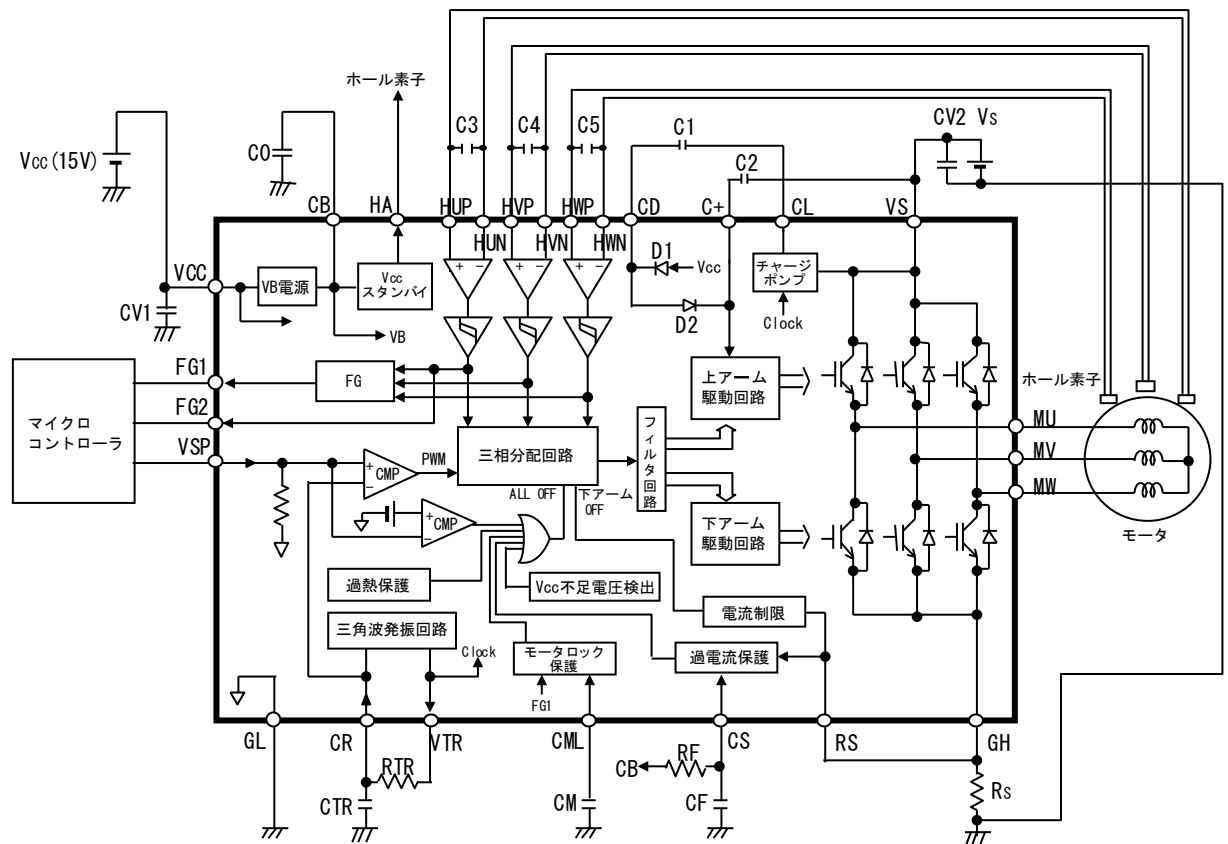 ホール素子
C3
C4
C5
C1
C2
CV2
Vs
Vcc(15V)
C0
CB
HA
HUP
HVP
HWP
CD
C+
CL
VS
HUN
HVN
HWN
VCC
VB電源
Vcc
スタンバイ
D1
Vcc
D2
チャージ
ポンプ
Clock
CV1
VB
+ −
+ −
+ −
FG1
FG
FG2
マイクロ
コントローラ
VSP
上アーム
駆動回路
ホール素子
MU
MV
MW
モータ
+
−
CMP
PWM
三相分配回路
フィルタ回路
ALL OFF
下アーム
OFF
+
−
CMP
下アーム
駆動回路
過熱保護
Vcc不足電圧検出
電流制限
三角波発振回路
Clock
モータロック
保護
過電流保護
FG1
GL
CR
VTR
CML
CS
RS
GH
RTR
CB
RF
CTR
CM
CF
Rs